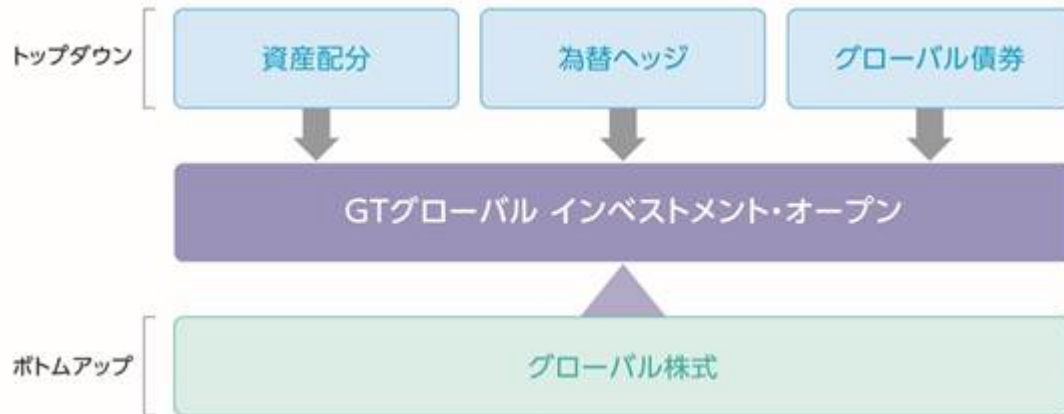 トップダウン
資産配分
為替ヘッジ
グローバル債券
GTグローバル インベストメント・オープン
ボトムアップ
グローバル株式